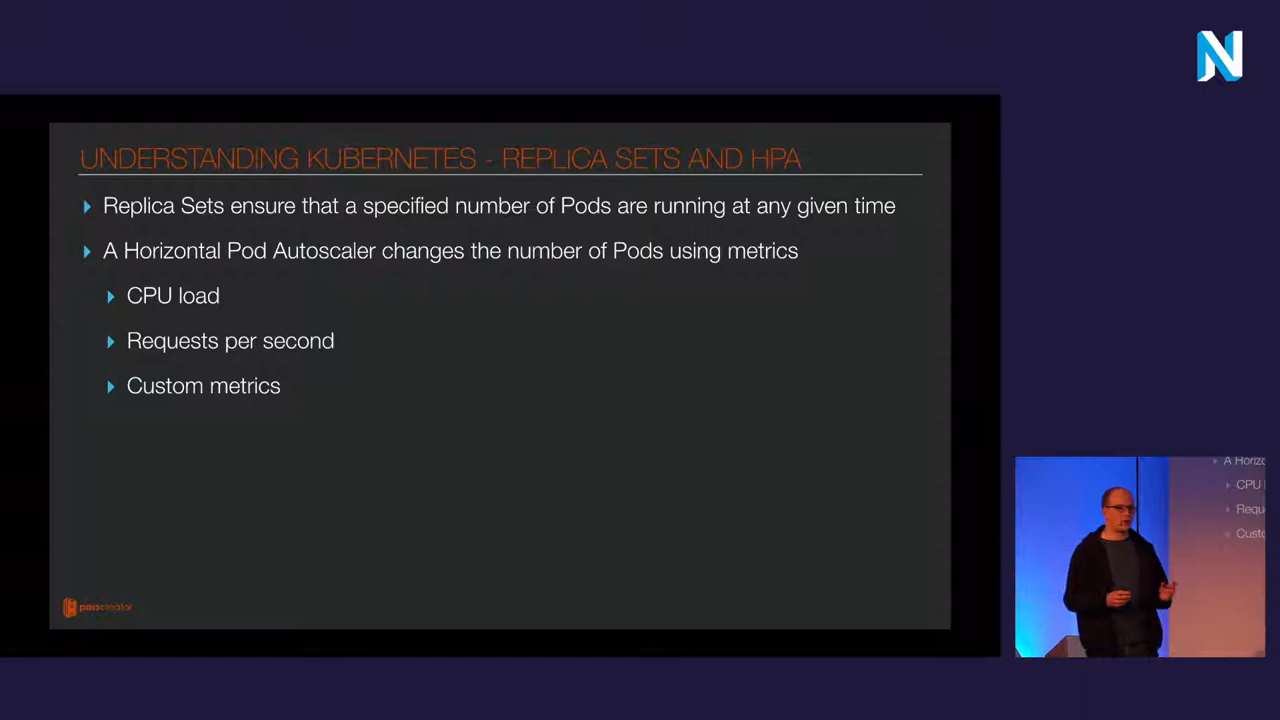 UNDERSTANDING KUBERNETES - REPLICA SETS AND HPA
Replica Sets ensure that a specified number of Pods are running at any given time
A Horizontal Pod Autoscaler changes the number of Pods using metrics
CPU load
Requests per second
Custom metrics
passcreator
A Horiz
CPU
Requ
Custo